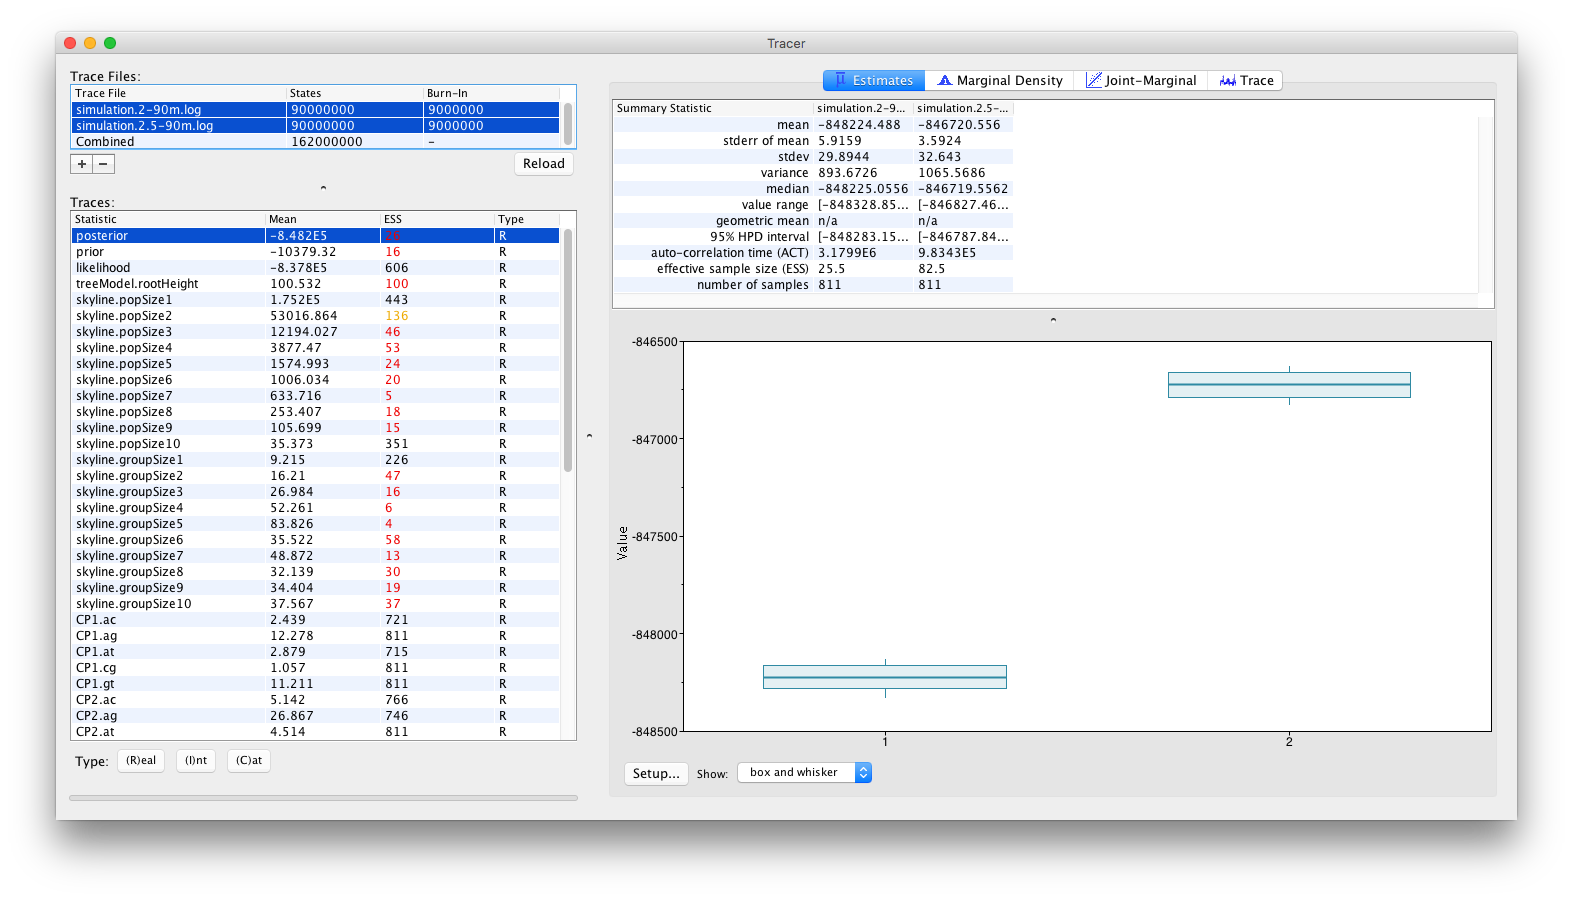 Tracer
Trace Files:
Trace File States Burn-In
simulation.2-90m.log 90000000 9000000
simulation.2.5-90m.log 90000000 9000000
Combined 162000000 -
+ -
Reload
Traces:
Statistic Mean ESS Type
posterior -8.482E5 26 R
prior -10379.32 16 R
likelihood -8.378E5 606 R
treeModel.rootHeight 100.532 100 R
skyline.popSize1 1.752E5 443 R
skyline.popSize2 53016.864 136 R
skyline.popSize3 12194.027 46 R
skyline.popSize4 3877.47 53 R
skyline.popSize5 1574.993 24 R
skyline.popSize6 1006.034 20 R
skyline.popSize7 633.716 5 R
skyline.popSize8 253.407 18 R
skyline.popSize9 105.699 15 R
skyline.popSize10 35.373 351 R
skyline.groupSize1 9.215 226 R
skyline.groupSize2 16.21 47 R
skyline.groupSize3 26.984 16 R
skyline.groupSize4 52.261 6 R
skyline.groupSize5 83.826 4 R
skyline.groupSize6 35.522 58 R
skyline.groupSize7 48.872 13 R
skyline.groupSize8 32.139 30 R
skyline.groupSize9 34.404 19 R
skyline.groupSize10 37.567 37 R
CP1.ac 2.439 721 R
CP1.ag 12.278 811 R
CP1.at 2.879 715 R
CP1.cg 1.057 811 R
CP1.gt 11.211 811 R
CP2.ac 5.142 766 R
CP2.ag 26.867 746 R
CP2.at 4.514 811 R
Type: (R)eal (I)nt (C)at
Estimates Marginal Density Joint-Marginal Trace
Summary Statistic simulation.2-9... simulation.2.5-...
mean -848224.488 -846720.556
stderr of mean 5.9159 3.5924
stdev 29.8944 32.643
variance 893.6726 1065.5686
median -848225.0556 -846719.5562
value range [-848328.85... [-846827.46...
geometric mean n/a n/a
95% HPD interval [-848283.15... [-846787.84...
auto-correlation time (ACT) 3.1799E6 9.8343E5
effective sample size (ESS) 25.5 82.5
number of samples 811 811
-846500
-847000
-847500
-848000
-848500
Value
1 2
Setup... Show: box and whisker